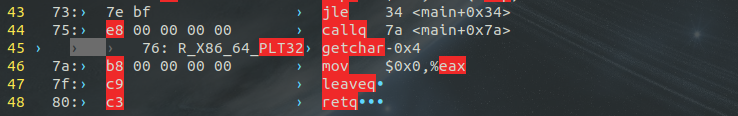 43 73:› 7e bf › jle 34 <main+0x34>
44 75:› e8 00 00 00 00 › callq 7a <main+0x7a>
45 › › › 76: R_X86_64_PLT32› getchar-0x4
46 7a:› b8 00 00 00 00 › mov $0x0,%eax
47 7f:› c9 › leaveq•
48 80:› c3 › retq•••